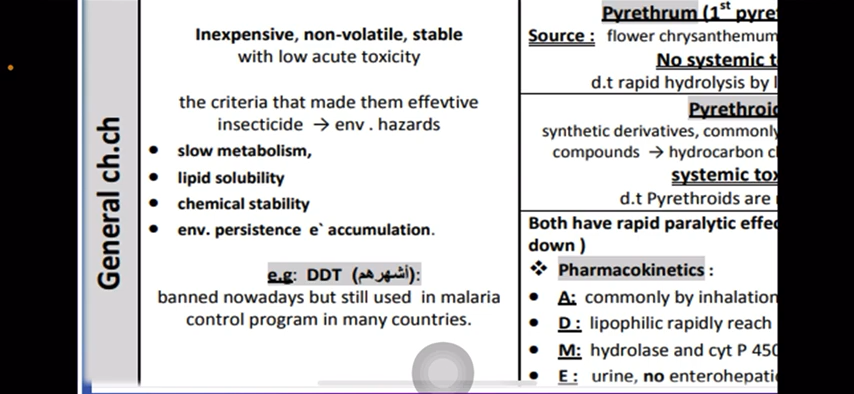 General ch.ch
Inexpensive, non-volatile, stable
with low acute toxicity
the criteria that made them effevtive
insecticide → env . hazards
• slow metabolism,
• lipid solubility
• chemical stability
• env. persistence e` accumulation.
e.g: DDT (أشهرهم):
banned nowadays but still used in malaria
control program in many countries.
Pyrethrum (1st pyre
Source : flower chrysanthemum
No systemic t
d.t rapid hydrolysis by l
Pyrethroid
synthetic derivatives, commonly
compounds → hydrocarbon c
systemic tox
d.t Pyrethroids are
Both have rapid paralytic effec
down )
❖ Pharmacokinetics :
• A: commonly by inhalation
• D : lipophilic rapidly reach
• M: hydrolase and cyt P 450
• E : urine, no enterohepati